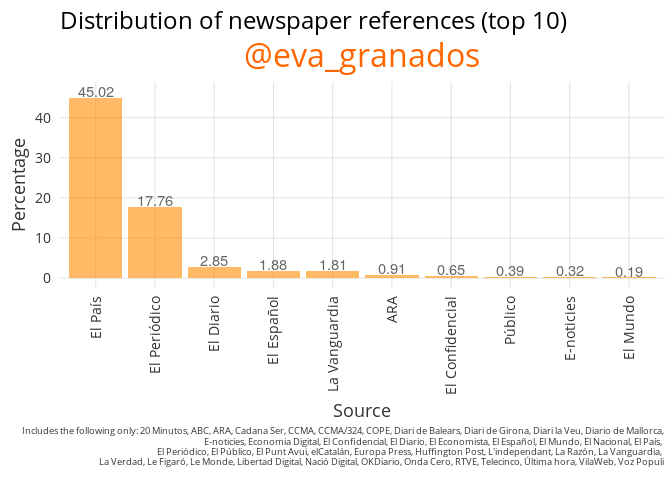 Distribution of newspaper references (top 10)
@eva_granados
45.02
17.76
2.85
1.88
1.81
0.91
0.65
0.39
0.32
0.19
Percentage
40
30
20
10
0
El País
El Periódico
El Diario
El Español
La Vanguardia
ARA
El Confidencial
Público
E-noticies
El Mundo
Source
Includes the following only: 20 Minutos, ABC, ARA, Cadana Ser, CCMA, CCMA/324, COPE, Diari de Balears, Diari de Girona, Diari la Veu, Diario de Mallorca,
E-noticies, Economia Digital, El Confidencial, El Diario, El Economista, El Español, El Mundo, El Nacional, El País,
El Periódico, El Público, El Punt Avui, elCatalán, Europa Press, Huffington Post, L'independant, La Razón, La Vanguardia,
La Verdad, Le Figaró, Le Monde, Libertad Digital, Nació Digital, OKDiario, Onda Cero, RTVE, Telecinco, Última hora, VilaWeb, Voz Populi